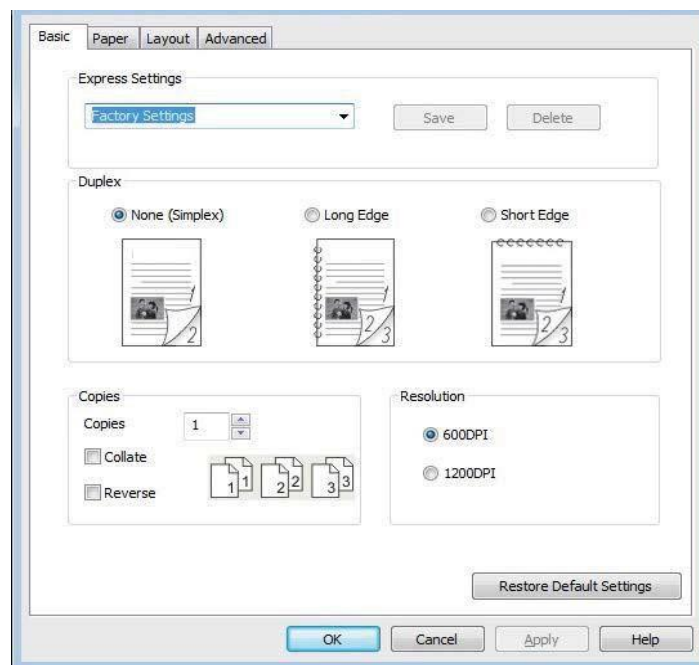 Basic Paper Layout Advanced
Express Settings
Factory Settings Save Delete
Duplex
None (Simplex) Long Edge Short Edge
1 2 1 2 3 1 2 3
Copies Resolution
Copies 1
600DPI
Collate
1200DPI
1 1 2 2 3 3
Reverse
Restore Default Settings
OK Cancel Apply Help